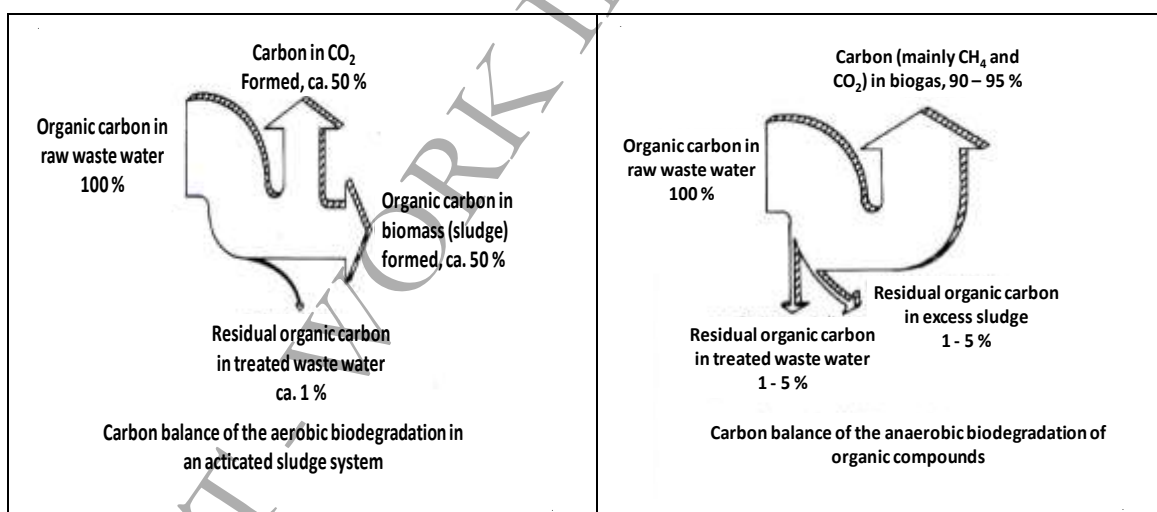 Carbon in CO₂
Formed, ca. 50 %
Organic carbon in
raw waste water
100 %
Organic carbon in
biomass (sludge)
formed, ca. 50 %
Residual organic carbon
in treated waste water
ca. 1 %
Carbon balance of the aerobic biodegradation in
an acticated sludge system
Carbon (mainly CH₄ and
CO₂) in biogas, 90 – 95 %
Organic carbon in
raw waste water
100 %
Residual organic carbon
in excess sludge
1 - 5 %
Residual organic carbon
in treated waste water
1 - 5 %
Carbon balance of the anaerobic biodegradation of
organic compounds
WORK